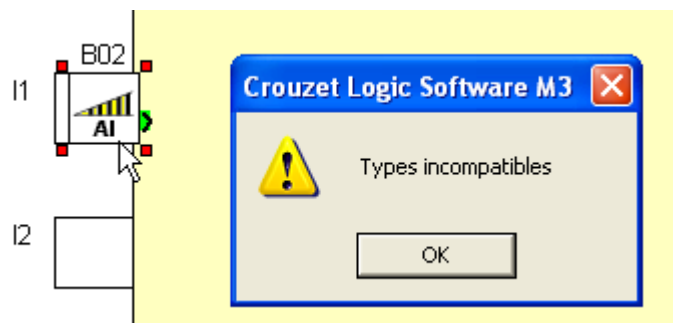 B02
I1
AI
I2
Crouzet Logic Software M3
Types incompatibles
OK